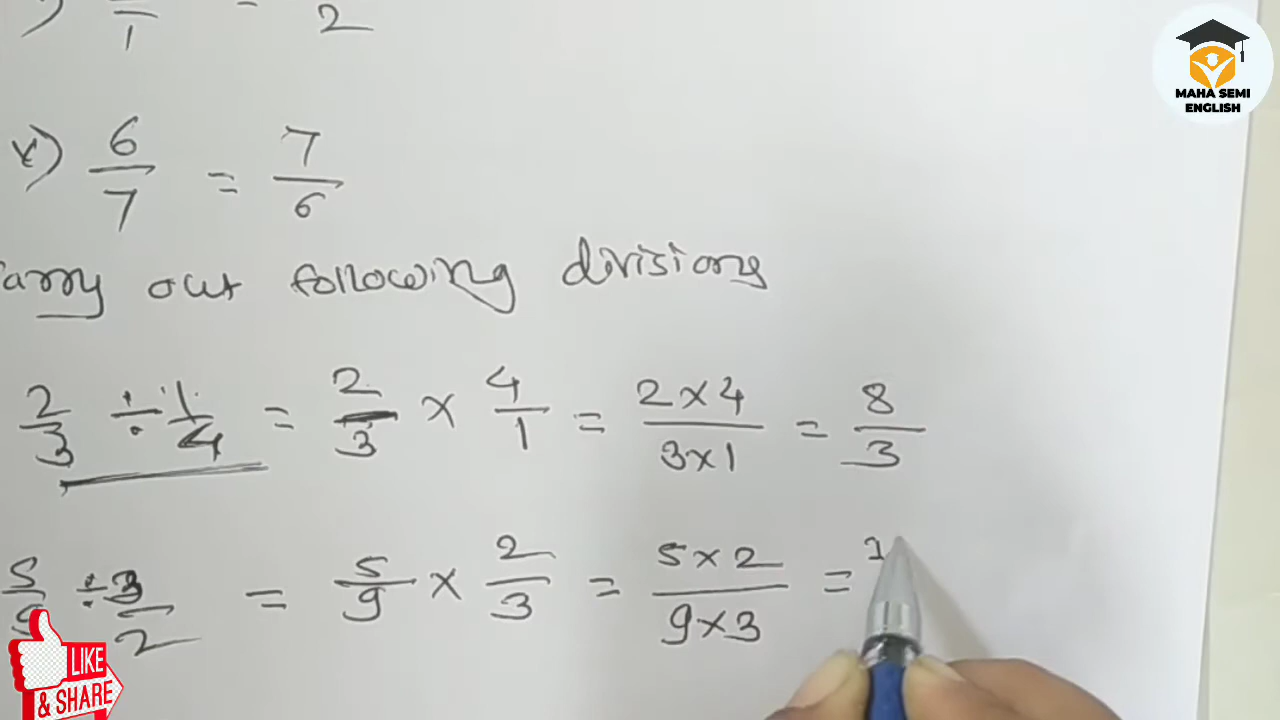 MAHA SEMI
ENGLISH
1 = 2
v) 6/7 = 7/6
arry out following divisions
2/3 ÷ 1/4 = 2/3 × 4/1 = 2×4/3×1 = 8/3
5/9 ÷ 3/2 = 5/9 × 2/3 = 5×2/9×3 = 1
LIKE
& SHARE